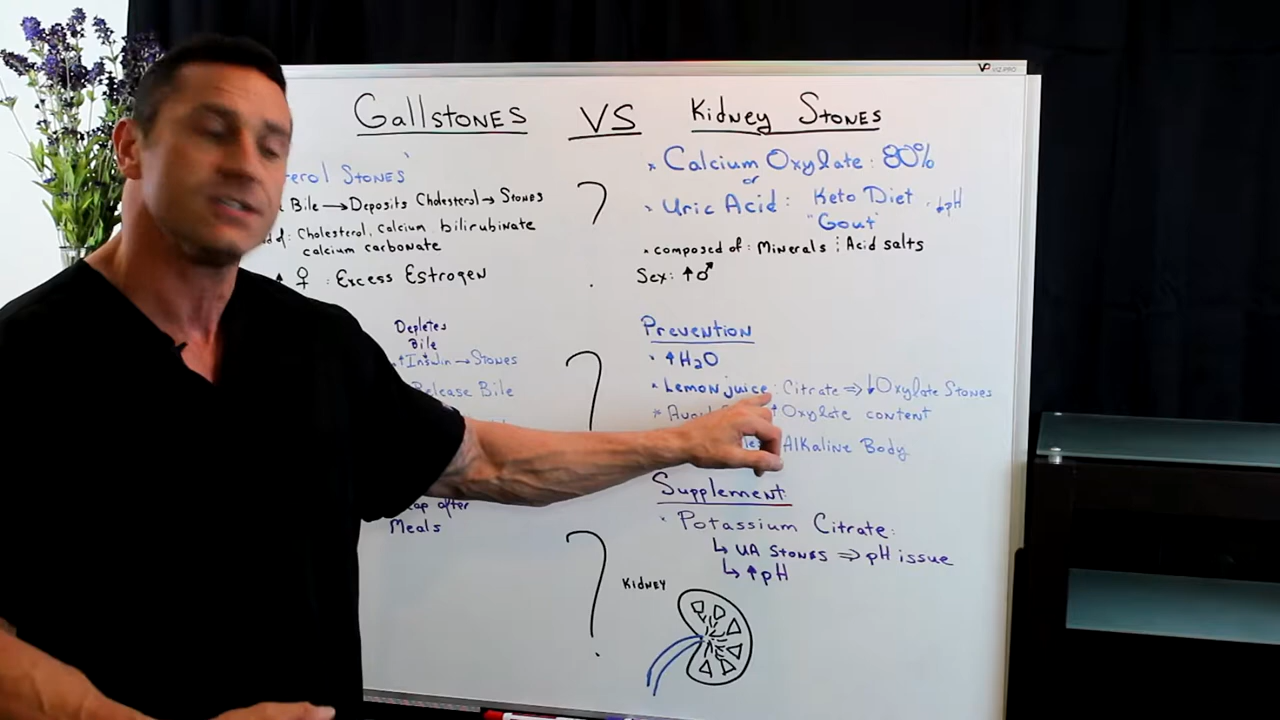 Gallstones VS Kidney Stones
terol Stones
Bile → Deposits Cholesterol → Stones
of: Cholesterol, calcium bilirubinate
calcium carbonate
↑ ♀ : Excess Estrogen
Depletes
Bile
↑Insulin → Stones
Release Bile
after
Meals
?
?
?
× Calcium Oxylate: 80%
or
× Uric Acid: Keto Diet ↓pH
"Gout"
× composed of: Minerals : Acid salts
Sex: ↑♂
Prevention
× ↑H₂O
× Lemon juice: Citrate ⇒ ↓Oxylate Stones
* Avoid ↑Oxylate content
Alkaline Body
Supplement:
× Potassium Citrate:
↳ UA Stones ⇒ pH issue
↳ ↑pH
Kidney